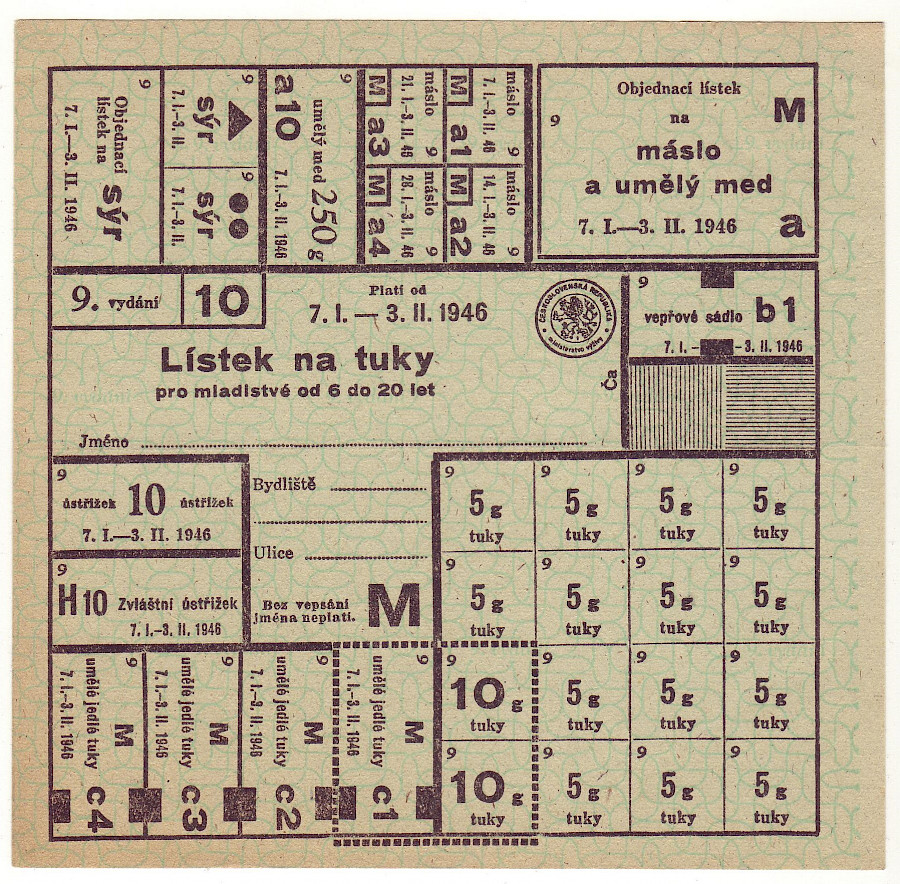 9
Objednací
lístek na
sýr
7. I.—3. II. 1946
9
sýr
7. I.-3. II.
9
sýr
7. I.-3. II.
9
umělý med 250 g
a10 7. I.-3. II. 1946
máslo 9
21. I.-3. II. 46
M a3
máslo 9
28. I.-3. II. 46
M a4
máslo 9
7. I.-3. II. 46
M a1
máslo 9
14. I.-3. II. 46
M a2
Objednací lístek
M
na
9
máslo
a umělý med
7. I.—3. II. 1946
a
9. vydání
10
Platí od
7. I. — 3. II. 1946
ČESKOSLOVENSKÁ REPUBLIKA
ministerstvo výživy
Lístek na tuky
pro mladistvé od 6 do 20 let
Ča
Jméno
9
vepřové sádlo b1
7. I. - - 3. II. 1946
9
ústřižek 10 ústřižek
7. I.—3. II. 1946
9
H10 Zvláštní ústřižek
7. I.-3. II. 1946
Bydliště
Ulice
Bez vepsání
jména neplatí.
M
9
5 g
tuky
9
5 g
tuky
9
5 g
tuky
9
5 g
tuky
9
5 g
tuky
9
5 g
tuky
9
5 g
tuky
9
5 g
tuky
9
10 g
tuky
9
5 g
tuky
9
5 g
tuky
9
5 g
tuky
9
10 g
tuky
9
5 g
tuky
9
5 g
tuky
9
5 g
tuky
9
M
umělé jedlé tuky
7. I.-3. II. 1946
c4
9
M
umělé jedlé tuky
7. I.-3. II. 1946
c3
9
M
umělé jedlé tuky
7. I.-3. II. 1946
c2
9
M
umělé jedlé tuky
7. I.-3. II. 1946
c1